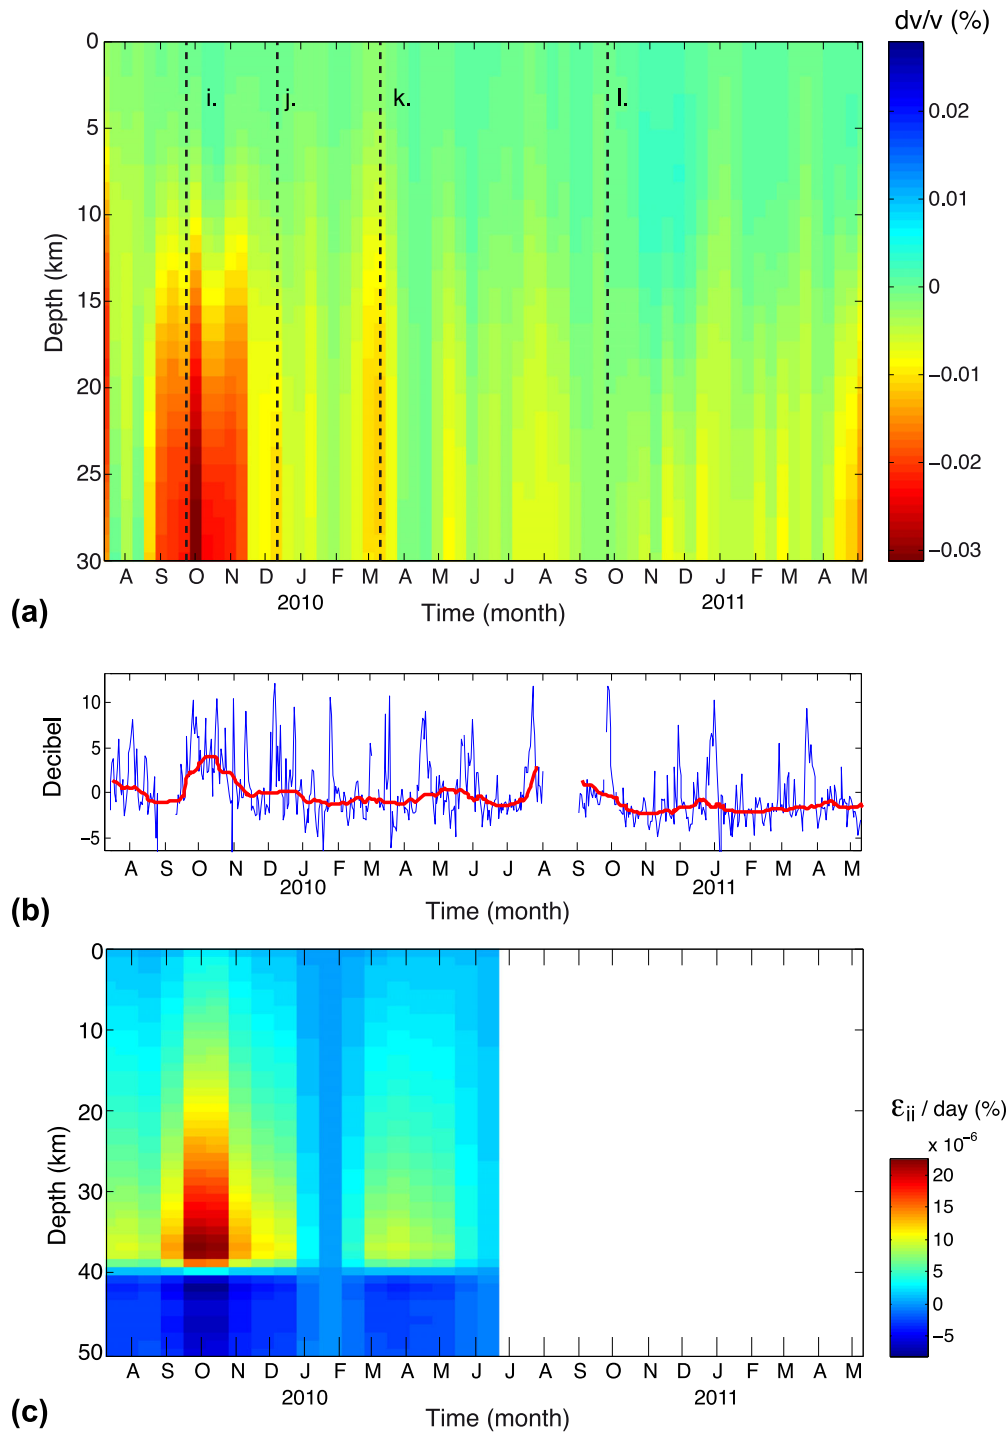 dv/v (%)
0
5
10
15
20
25
30
Depth (km)
i.
j.
k.
l.
0.02
0.01
0
−0.01
−0.02
−0.03
A S O N D J F M A M J J A S O N D J F M A M
2010
2011
Time (month)
(a)
10
5
0
−5
Decibel
A S O N D J F M A M J J A S O N D J F M A M
2010
2011
Time (month)
(b)
0
10
20
30
40
50
Depth (km)
εii / day (%)
x 10-6
20
15
10
5
0
−5
A S O N D J F M A M J J A S O N D J F M A M
2010
2011
Time (month)
(c)